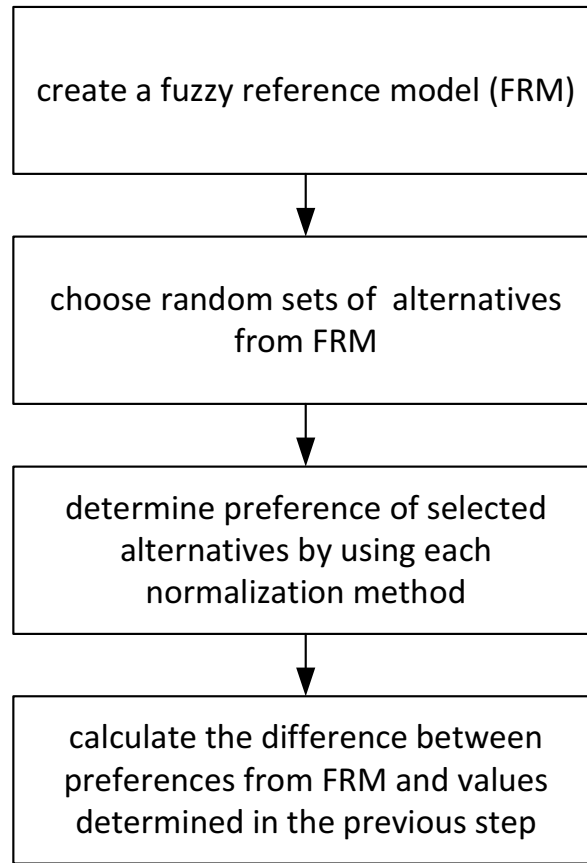 create a fuzzy reference model (FRM)
choose random sets of alternatives
from FRM
determine preference of selected
alternatives by using each
normalization method
calculate the difference between
preferences from FRM and values
determined in the previous step